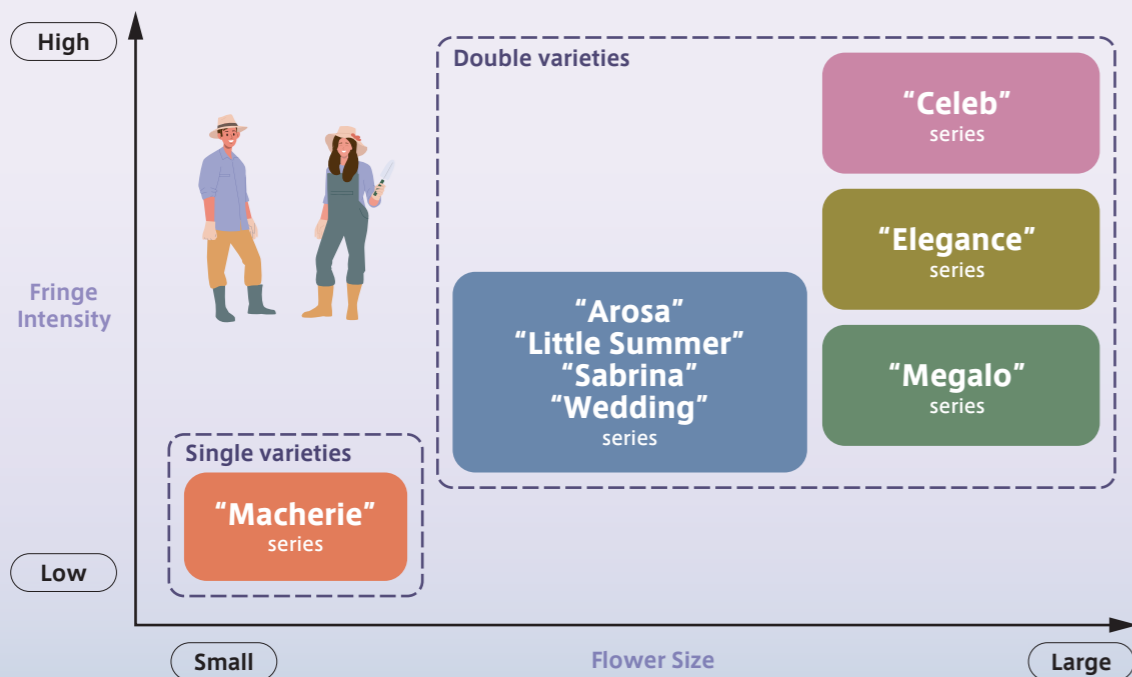 High
Double varieties
“Celeb”
series
“Elegance”
series
Fringe
Intensity
“Arosa”
“Little Summer”
“Sabrina”
“Wedding”
series
“Megalo”
series
Single varieties
“Macherie”
series
Low
Small
Flower Size
Large